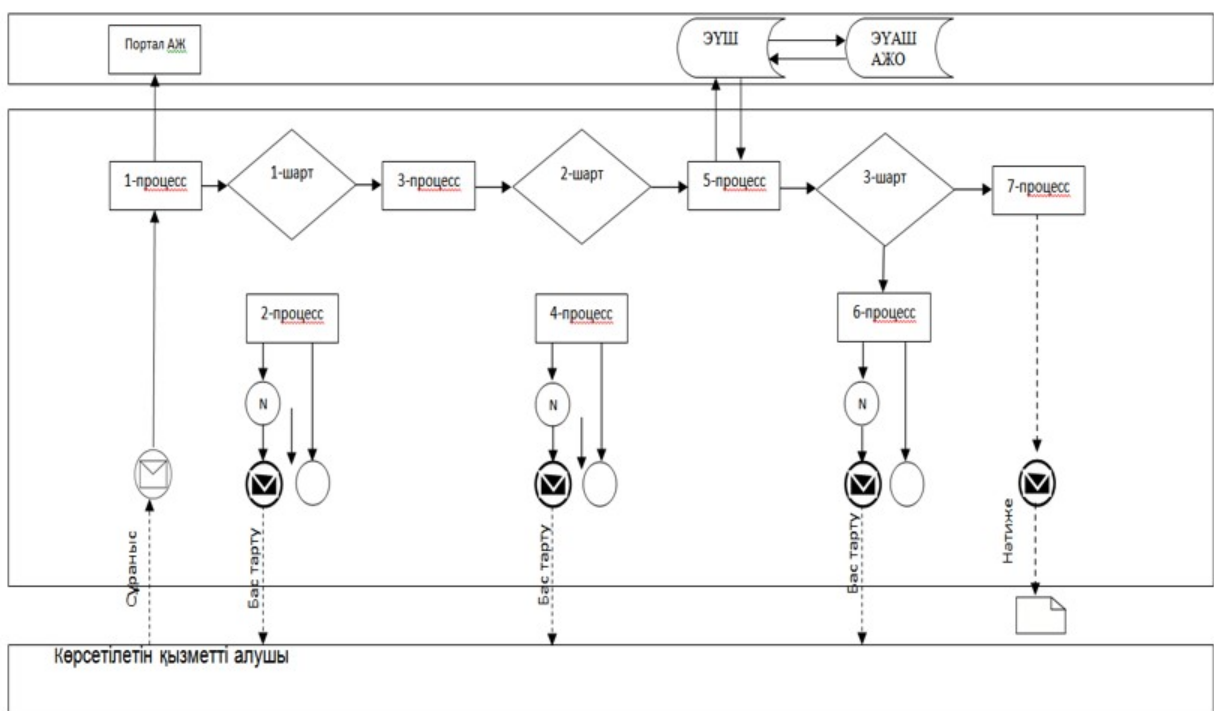 Портал АЖ
ЭҮШ
ЭҮАШ
АЖО
1-процесс
1-шарт
3-процесс
2-шарт
5-процесс
3-шарт
7-процесс
2-процесс
4-процесс
6-процесс
N
N
N
Сұраныс
Бас тарту
Бас тарту
Бас тарту
Нәтиже
Көрсетілетін қызметті алушы